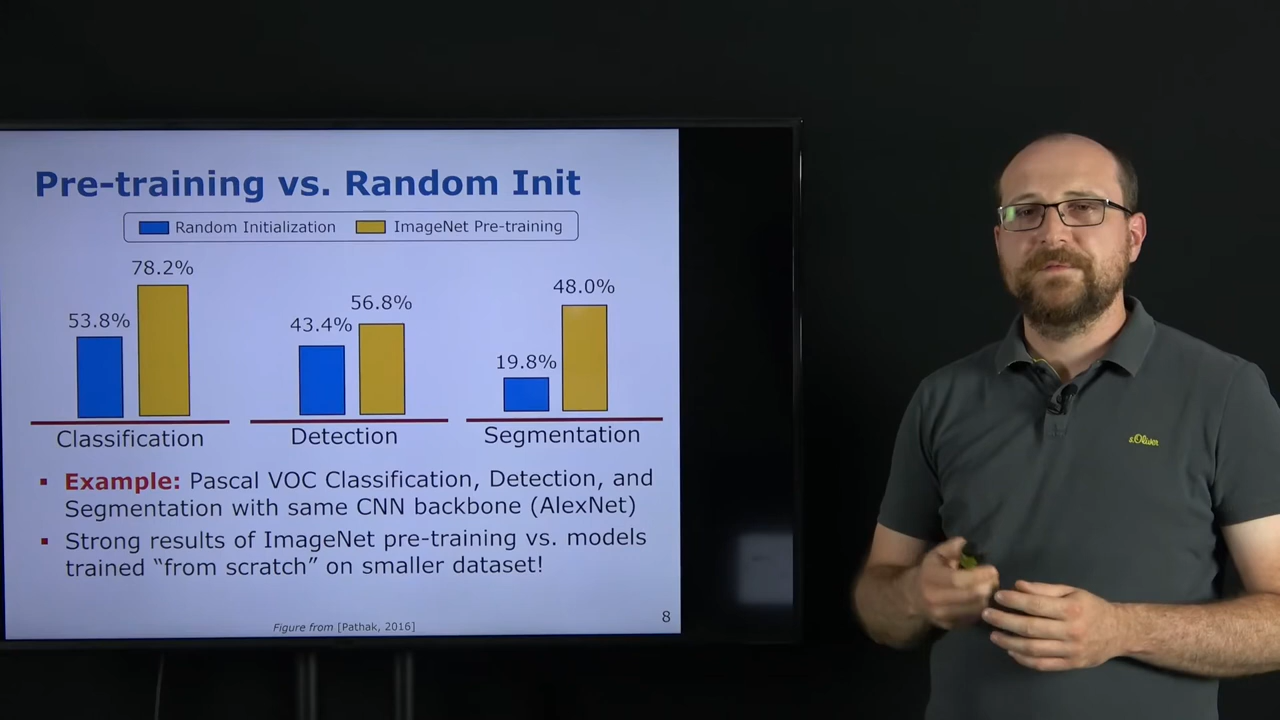 Pre-training vs. Random Init
Random Initialization ImageNet Pre-training
78.2%
53.8%
56.8%
43.4%
48.0%
19.8%
Classification Detection Segmentation
▪ Example: Pascal VOC Classification, Detection, and
Segmentation with same CNN backbone (AlexNet)
▪ Strong results of ImageNet pre-training vs. models
trained “from scratch” on smaller dataset!
Figure from [Pathak, 2016]
8
s.Oliver